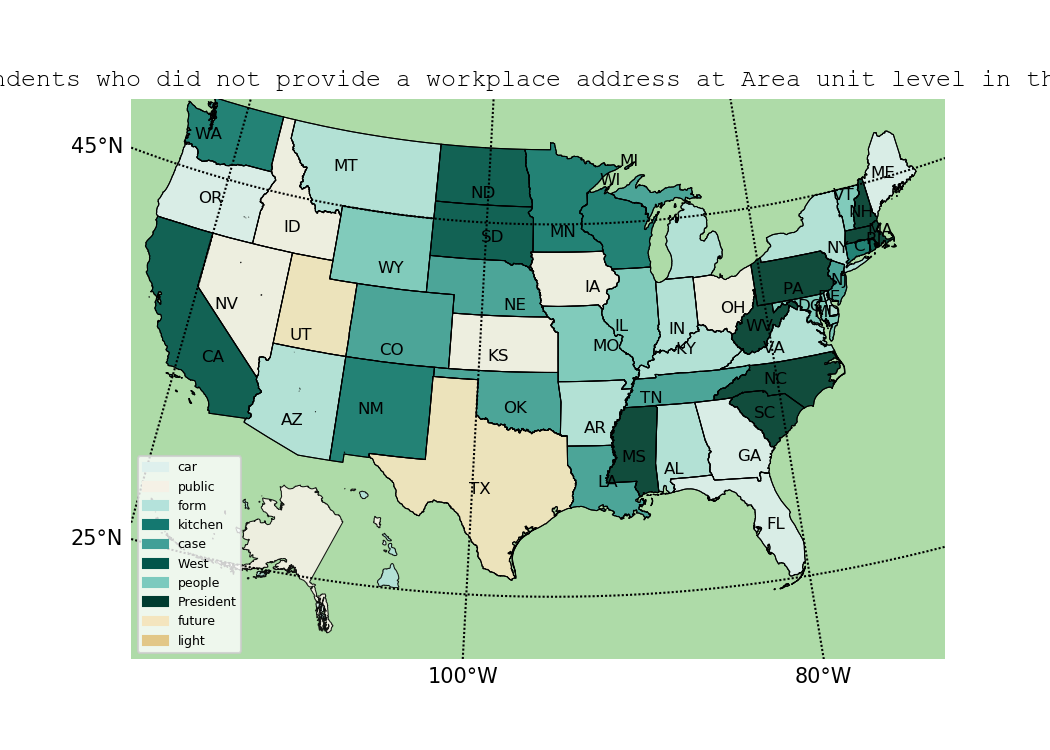 ndents who did not provide a workplace address at Area unit level in th
45°N
25°N
100°W
80°W
WA
OR
CA
NV
ID
MT
WY
UT
AZ
CO
NM
ND
SD
NE
KS
OK
TX
MN
IA
MO
AR
LA
WI
MI
IL
IN
OH
KY
TN
MS
AL
GA
FL
SC
NC
VA
WV
PA
NY
VT
NH
ME
MA
RI
CT
NJ
DE
MD
DC
car
public
form
kitchen
case
West
people
President
future
light